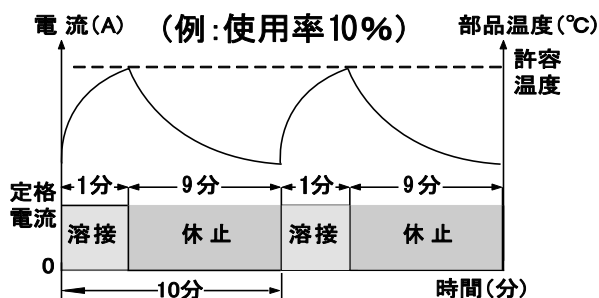 電 流(A)
(例:使用率10%)
部品温度(℃)
許容
温度
1分
9分
1分
9分
定格
電流
溶接
休 止
溶接
休 止
0
10分
時間(分)